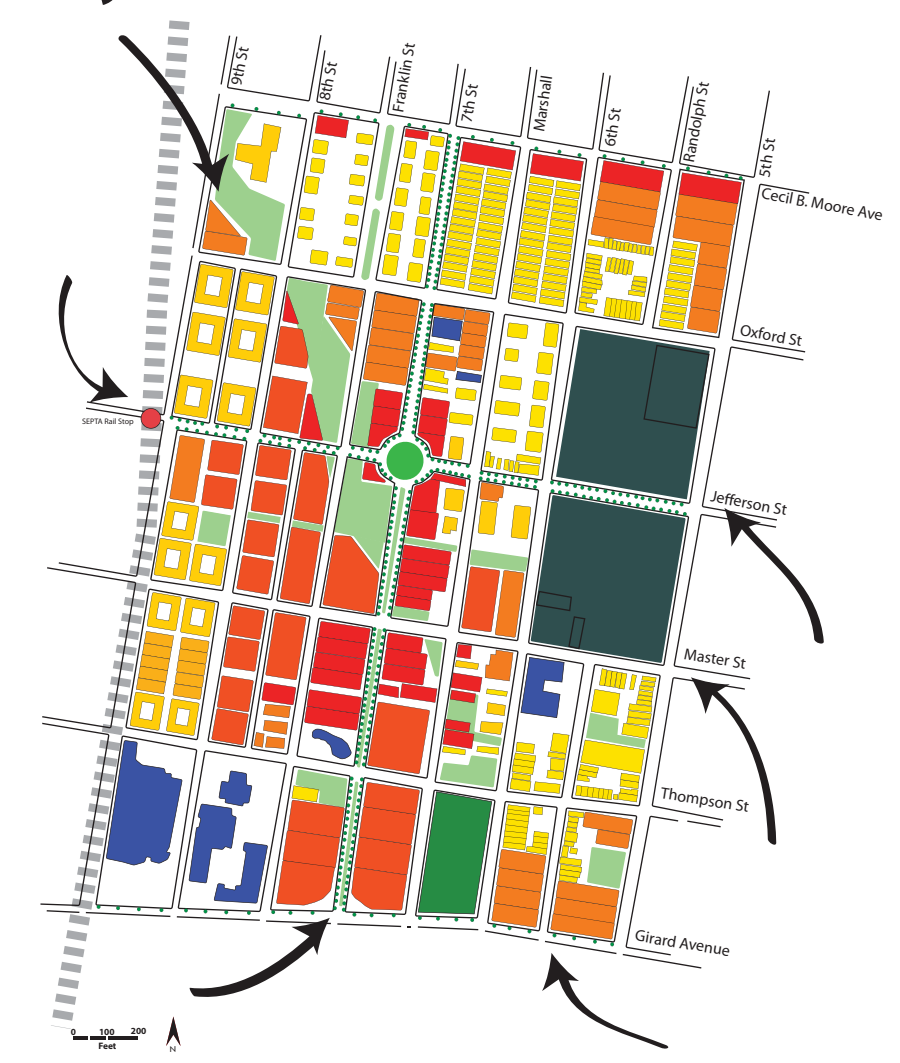 9th St
8th St
Franklin St
7th St
Marshall
6th St
Randolph St
5th St
Cecil B. Moore Ave
Oxford St
SEPTA Rail Stop
Jefferson St
Master St
Thompson St
Girard Avenue
0 100 200
Feet
N